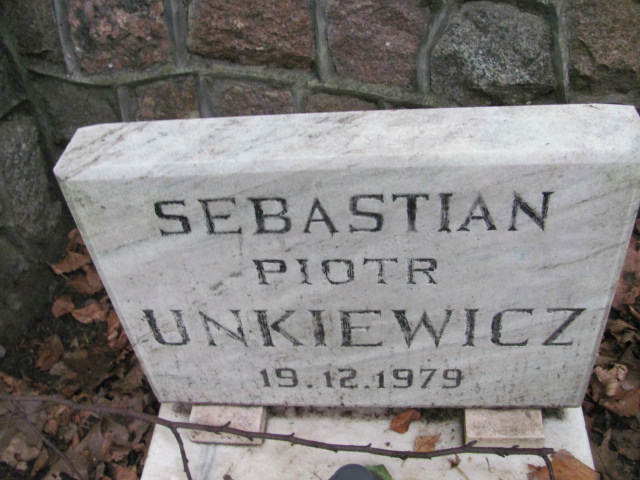 SEBASTIAN
PIOTR
UNKIEWICZ
19.12.1979